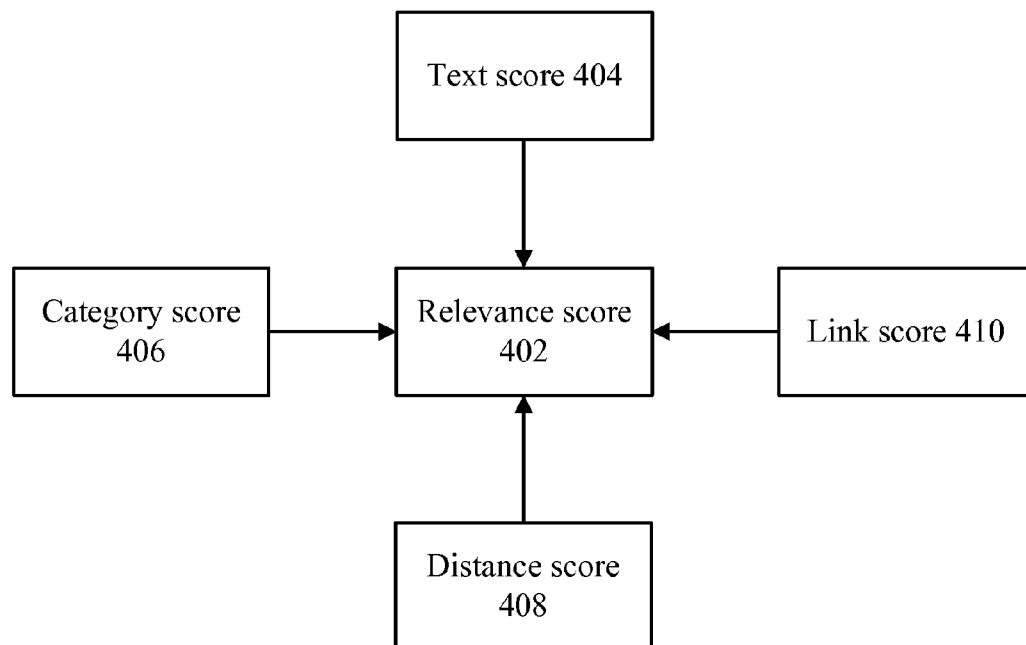 Text score 404
Category score
406
Relevance score
402
Link score 410
Distance score
408